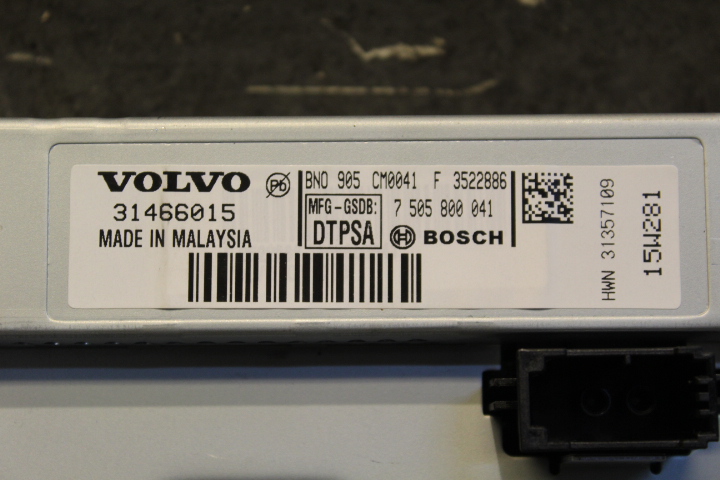 VOLVO
31466015
MADE IN MALAYSIA
Pb
BNO 905 CM0041 F 3522886
MFG-GSDB: 7 505 800 041
DTPSA BOSCH
HWN 31357109
15W281